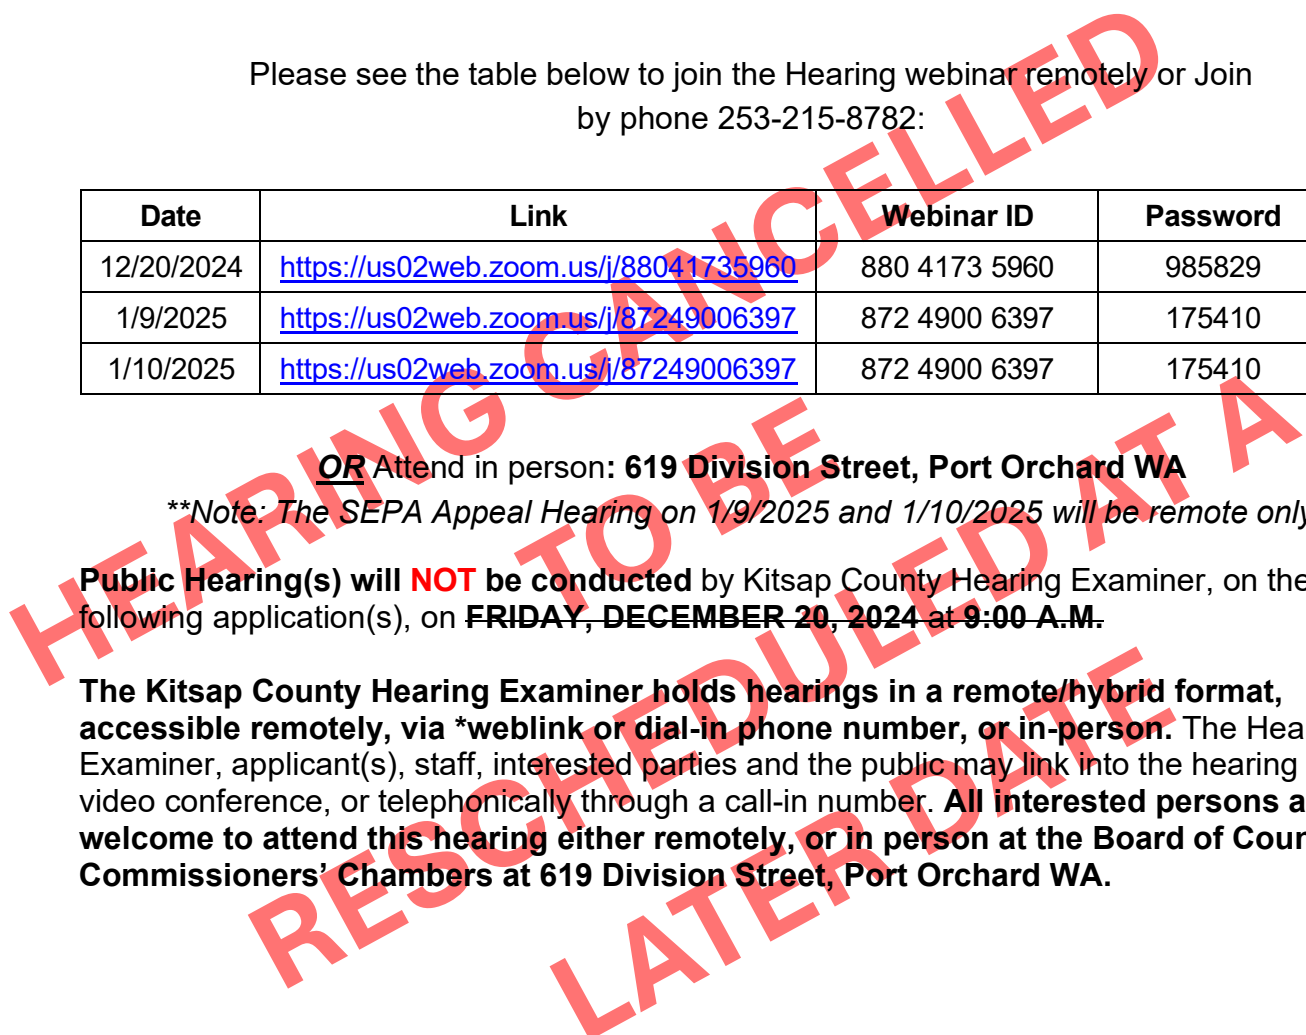 Please see the table below to join the Hearing webinar remotely or Join
by phone 253-215-8782:
Date Link Webinar ID Password
12/20/2024 https://us02web.zoom.us/j/88041735960 880 4173 5960 985829
1/9/2025 https://us02web.zoom.us/j/87249006397 872 4900 6397 175410
1/10/2025 https://us02web.zoom.us/j/87249006397 872 4900 6397 175410
OR Attend in person: 619 Division Street, Port Orchard WA
**Note: The SEPA Appeal Hearing on 1/9/2025 and 1/10/2025 will be remote only
Public Hearing(s) will NOT be conducted by Kitsap County Hearing Examiner, on the
following application(s), on FRIDAY, DECEMBER 20, 2024 at 9:00 A.M.
The Kitsap County Hearing Examiner holds hearings in a remote/hybrid format,
accessible remotely, via *weblink or dial-in phone number, or in-person. The Hea
Examiner, applicant(s), staff, interested parties and the public may link into the hearing
video conference, or telephonically through a call-in number. All interested persons a
welcome to attend this hearing either remotely, or in person at the Board of Coun
Commissioners' Chambers at 619 Division Street, Port Orchard WA.
HEARING CANCELLED
TO BE
RESCHEDULED AT A
LATER DATE